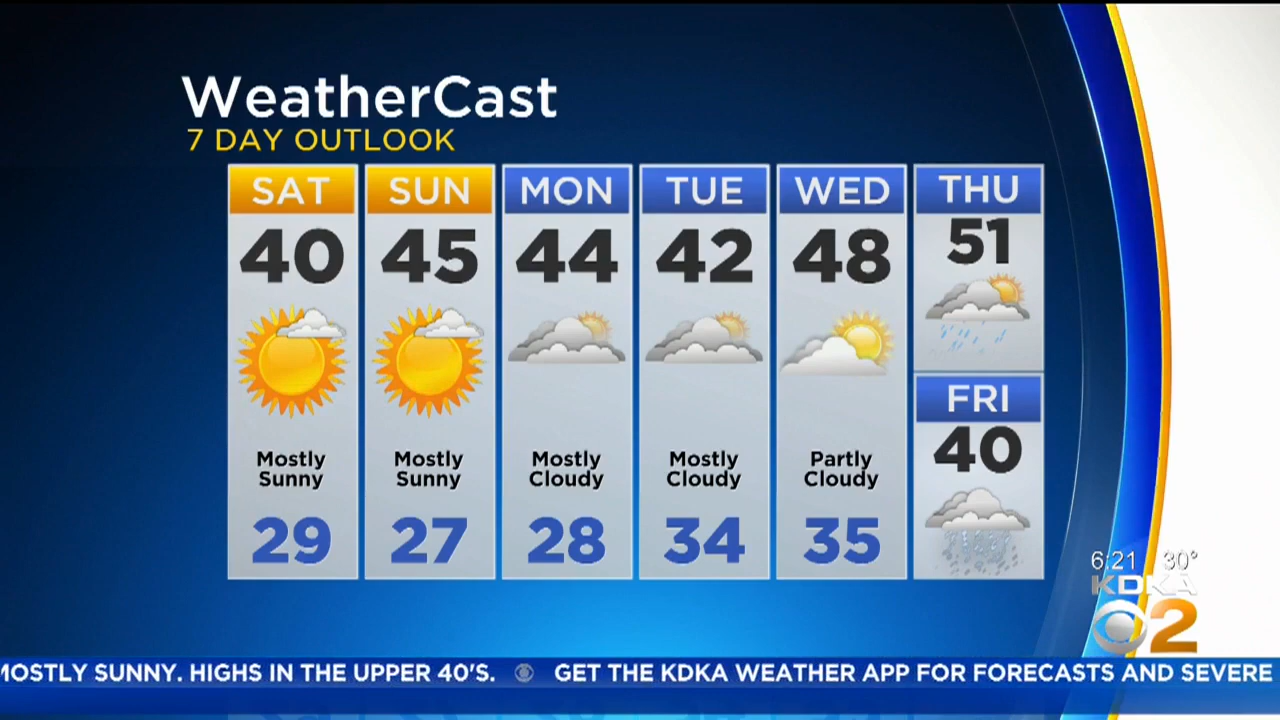 WeatherCast
7 DAY OUTLOOK
SAT
40
Mostly
Sunny
29
SUN
45
Mostly
Sunny
27
MON
44
Mostly
Cloudy
28
TUE
42
Mostly
Cloudy
34
WED
48
Partly
Cloudy
35
THU
51
FRI
40
6:21 30°
KDKA
2
MOSTLY SUNNY. HIGHS IN THE UPPER 40'S. GET THE KDKA WEATHER APP FOR FORECASTS AND SEVERE